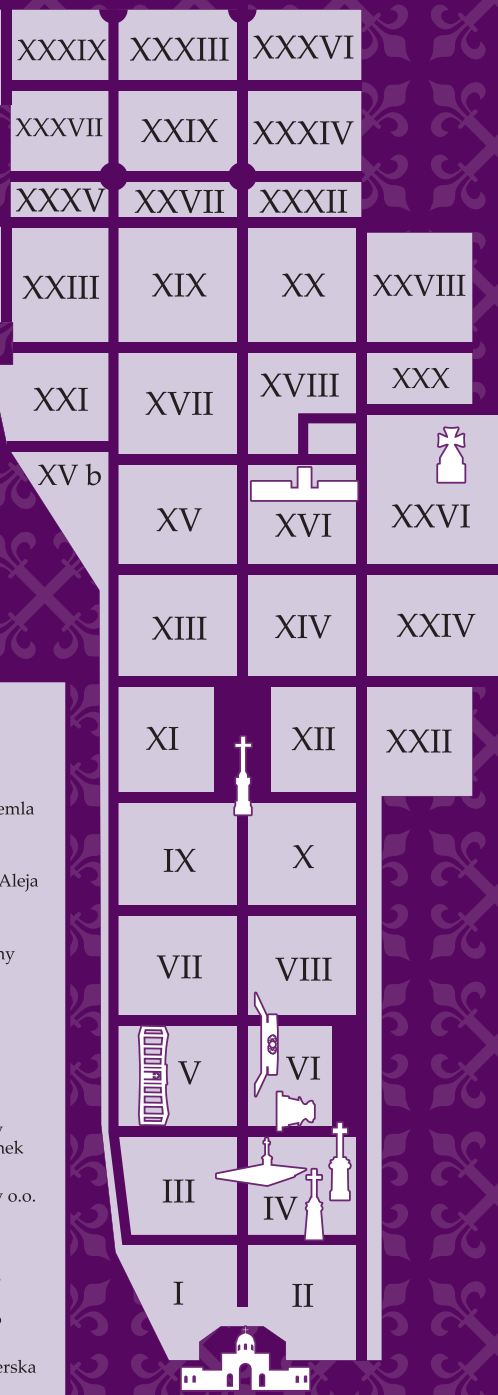 XXXIX XXXIII XXXVI
XXXVII XXIX XXXIV
XXXV XXVII XXXII
XXIII XIX XX XXVIII
XXI XVII XVIII XXX
XV b XV XVI XXVI
XIII XIV XXIV
XI XII XXII
emla
IX X
Aleja
ny
VII VIII
V VI
nek
III IV
y o.o.
I II
erska